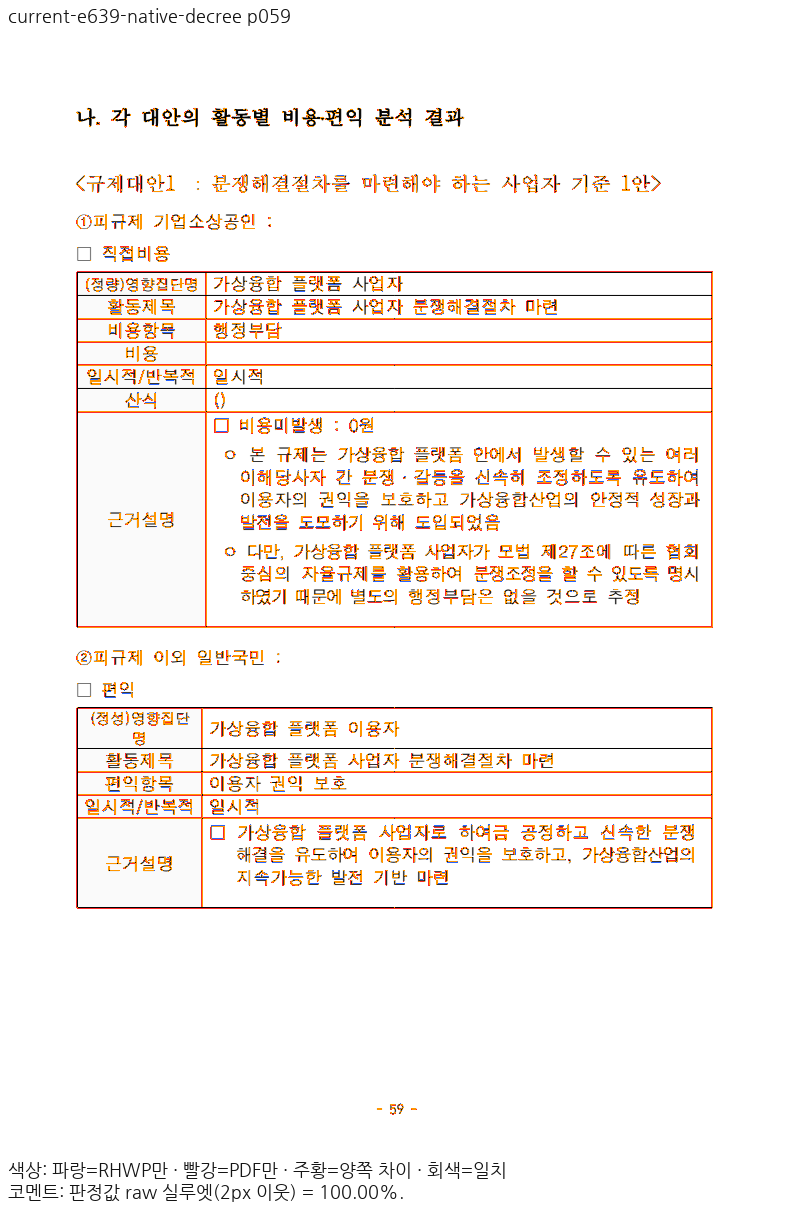 current-e639-native-decree p059
나. 각 대안의 활동별 비용·편익 분석 결과
<규제대안1 : 분쟁해결절차를 마련해야 하는 사업자 기준 1안>
①피규제 기업소상공인 :
□ 직접비용
(정량)영향집단명 가상융합 플랫폼 사업자
활동제목 가상융합 플랫폼 사업자 분쟁해결절차 마련
비용항목 행정부담
비용
일시적/반복적 일시적
산식 ()
근거설명
□ 비용미발생 : 0원
ㅇ 본 규제는 가상융합 플랫폼 안에서 발생할 수 있는 여러
이해당사자 간 분쟁·갈등을 신속히 조정하도록 유도하여
이용자의 권익을 보호하고 가상융합산업의 안정적 성장과
발전을 도모하기 위해 도입되었음
ㅇ 다만, 가상융합 플랫폼 사업자가 모법 제27조에 따른 협회
중심의 자율규제를 활용하여 분쟁조정을 할 수 있도록 명시
하였기 때문에 별도의 행정부담은 없을 것으로 추정
②피규제 이외 일반국민 :
□ 편익
(정성)영향집단
명
가상융합 플랫폼 이용자
활동제목 가상융합 플랫폼 사업자 분쟁해결절차 마련
편익항목 이용자 권익 보호
일시적/반복적 일시적
근거설명
□ 가상융합 플랫폼 사업자로 하여금 공정하고 신속한 분쟁
해결을 유도하여 이용자의 권익을 보호하고, 가상융합산업의
지속가능한 발전 기반 마련
- 59 -
색상: 파랑=RHWP만 · 빨강=PDF만 · 주황=양쪽 차이 · 회색=일치
코멘트: 판정값 raw 실루엣(2px 이웃) = 100.00%.